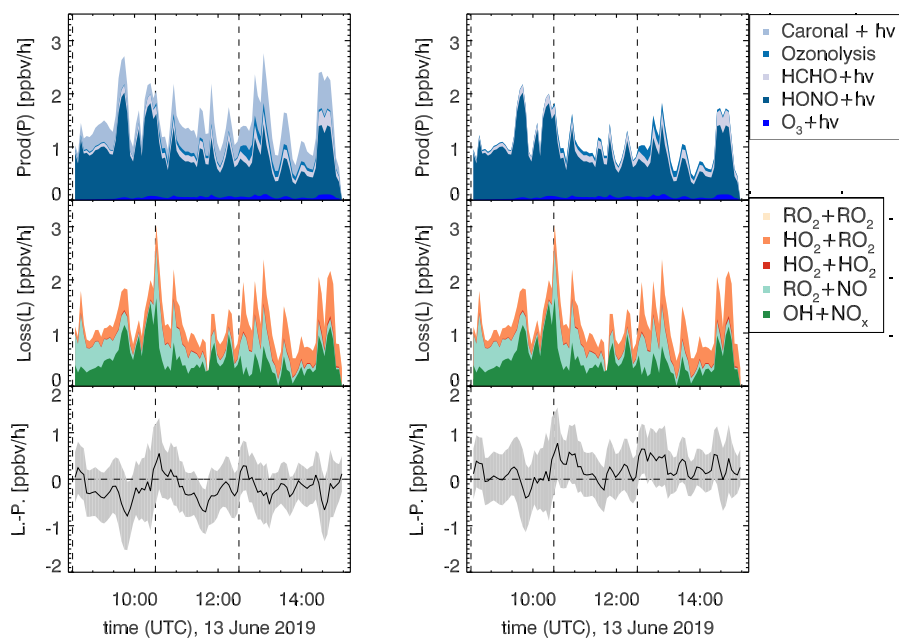 3
2
1
0
Prod(P) [ppbv/h]
3
2
1
0
Prod(P) [ppbv/h]
Caronal + hv
Ozonolysis
HCHO+hv
HONO+hv
O3+hv
3
2
1
0
Loss(L) [ppbv/h]
3
2
1
0
Loss(L) [ppbv/h]
RO2+RO2
HO2+RO2
HO2+HO2
RO2+NO
OH+NOx
2
1
0
-1
-2
L.-P. [ppbv/h]
2
1
0
-1
-2
L.-P. [ppbv/h]
10:00 12:00 14:00
time (UTC), 13 June 2019
10:00 12:00 14:00
time (UTC), 13 June 2019